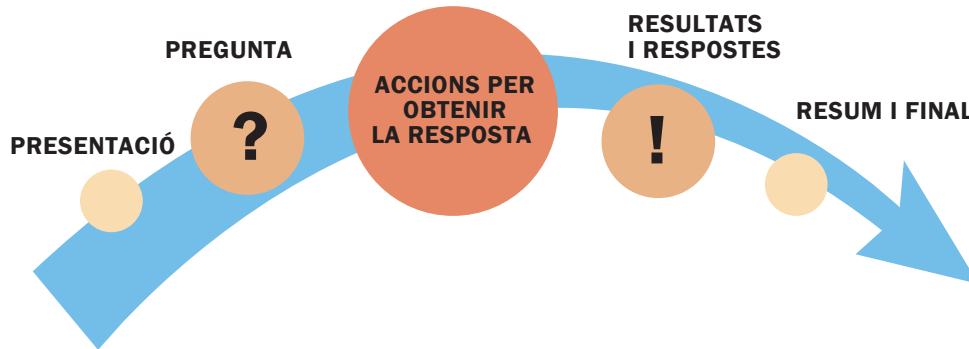 PRESENTACIÓ
PREGUNTA
?
ACCIONS PER
OBTENIR
LA RESPOSTA
RESULTATS
I RESPOSTES
!
RESUM I FINAL